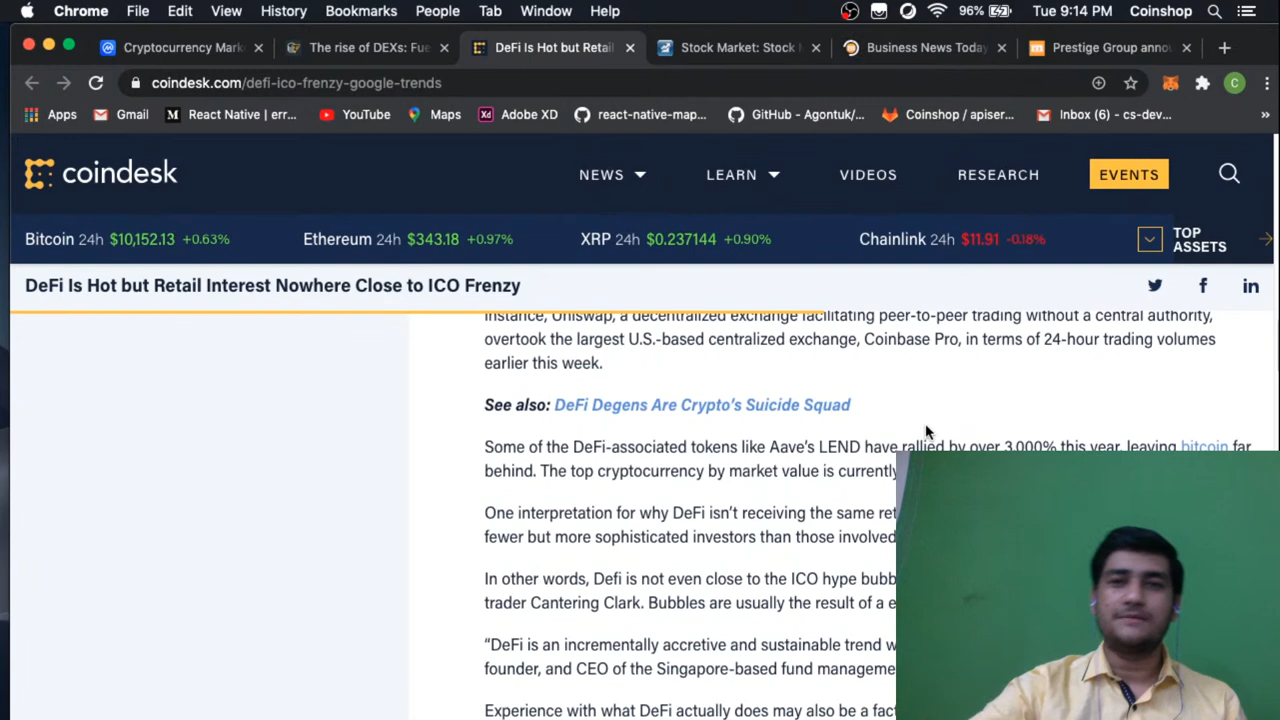 Chrome File Edit View History Bookmarks People Tab Window Help 96% Tue 9:14 PM Coinshop
Cryptocurrency Mark The rise of DEXs: Fue DeFi Is Hot but Retail Stock Market: Stock M Business News Today Prestige Group anno
coindesk.com/defi-ico-frenzy-google-trends C
Apps Gmail React Native | err... YouTube Maps Adobe XD react-native-map... GitHub - Agontuk/... Coinshop / apiser... Inbox (6) - cs-dev... »
coindesk NEWS LEARN VIDEOS RESEARCH EVENTS
Bitcoin 24h $10,152.13 +0.63% Ethereum 24h $343.18 +0.97% XRP 24h $0.237144 +0.90% Chainlink 24h $11.91 -0.18% TOP ASSETS
DeFi Is Hot but Retail Interest Nowhere Close to ICO Frenzy
instance, Uniswap, a decentralized exchange facilitating peer-to-peer trading without a central authority,
overtook the largest U.S.-based centralized exchange, Coinbase Pro, in terms of 24-hour trading volumes
earlier this week.
See also: DeFi Degens Are Crypto's Suicide Squad
Some of the DeFi-associated tokens like Aave's LEND have rallied by over 3,000% this year, leaving bitcoin far
behind. The top cryptocurrency by market value is currently
One interpretation for why DeFi isn't receiving the same ret
fewer but more sophisticated investors than those involved
In other words, Defi is not even close to the ICO hype bubb
trader Cantering Clark. Bubbles are usually the result of a e
"DeFi is an incrementally accretive and sustainable trend w
founder, and CEO of the Singapore-based fund manageme
Experience with what DeFi actually does may also be a fact